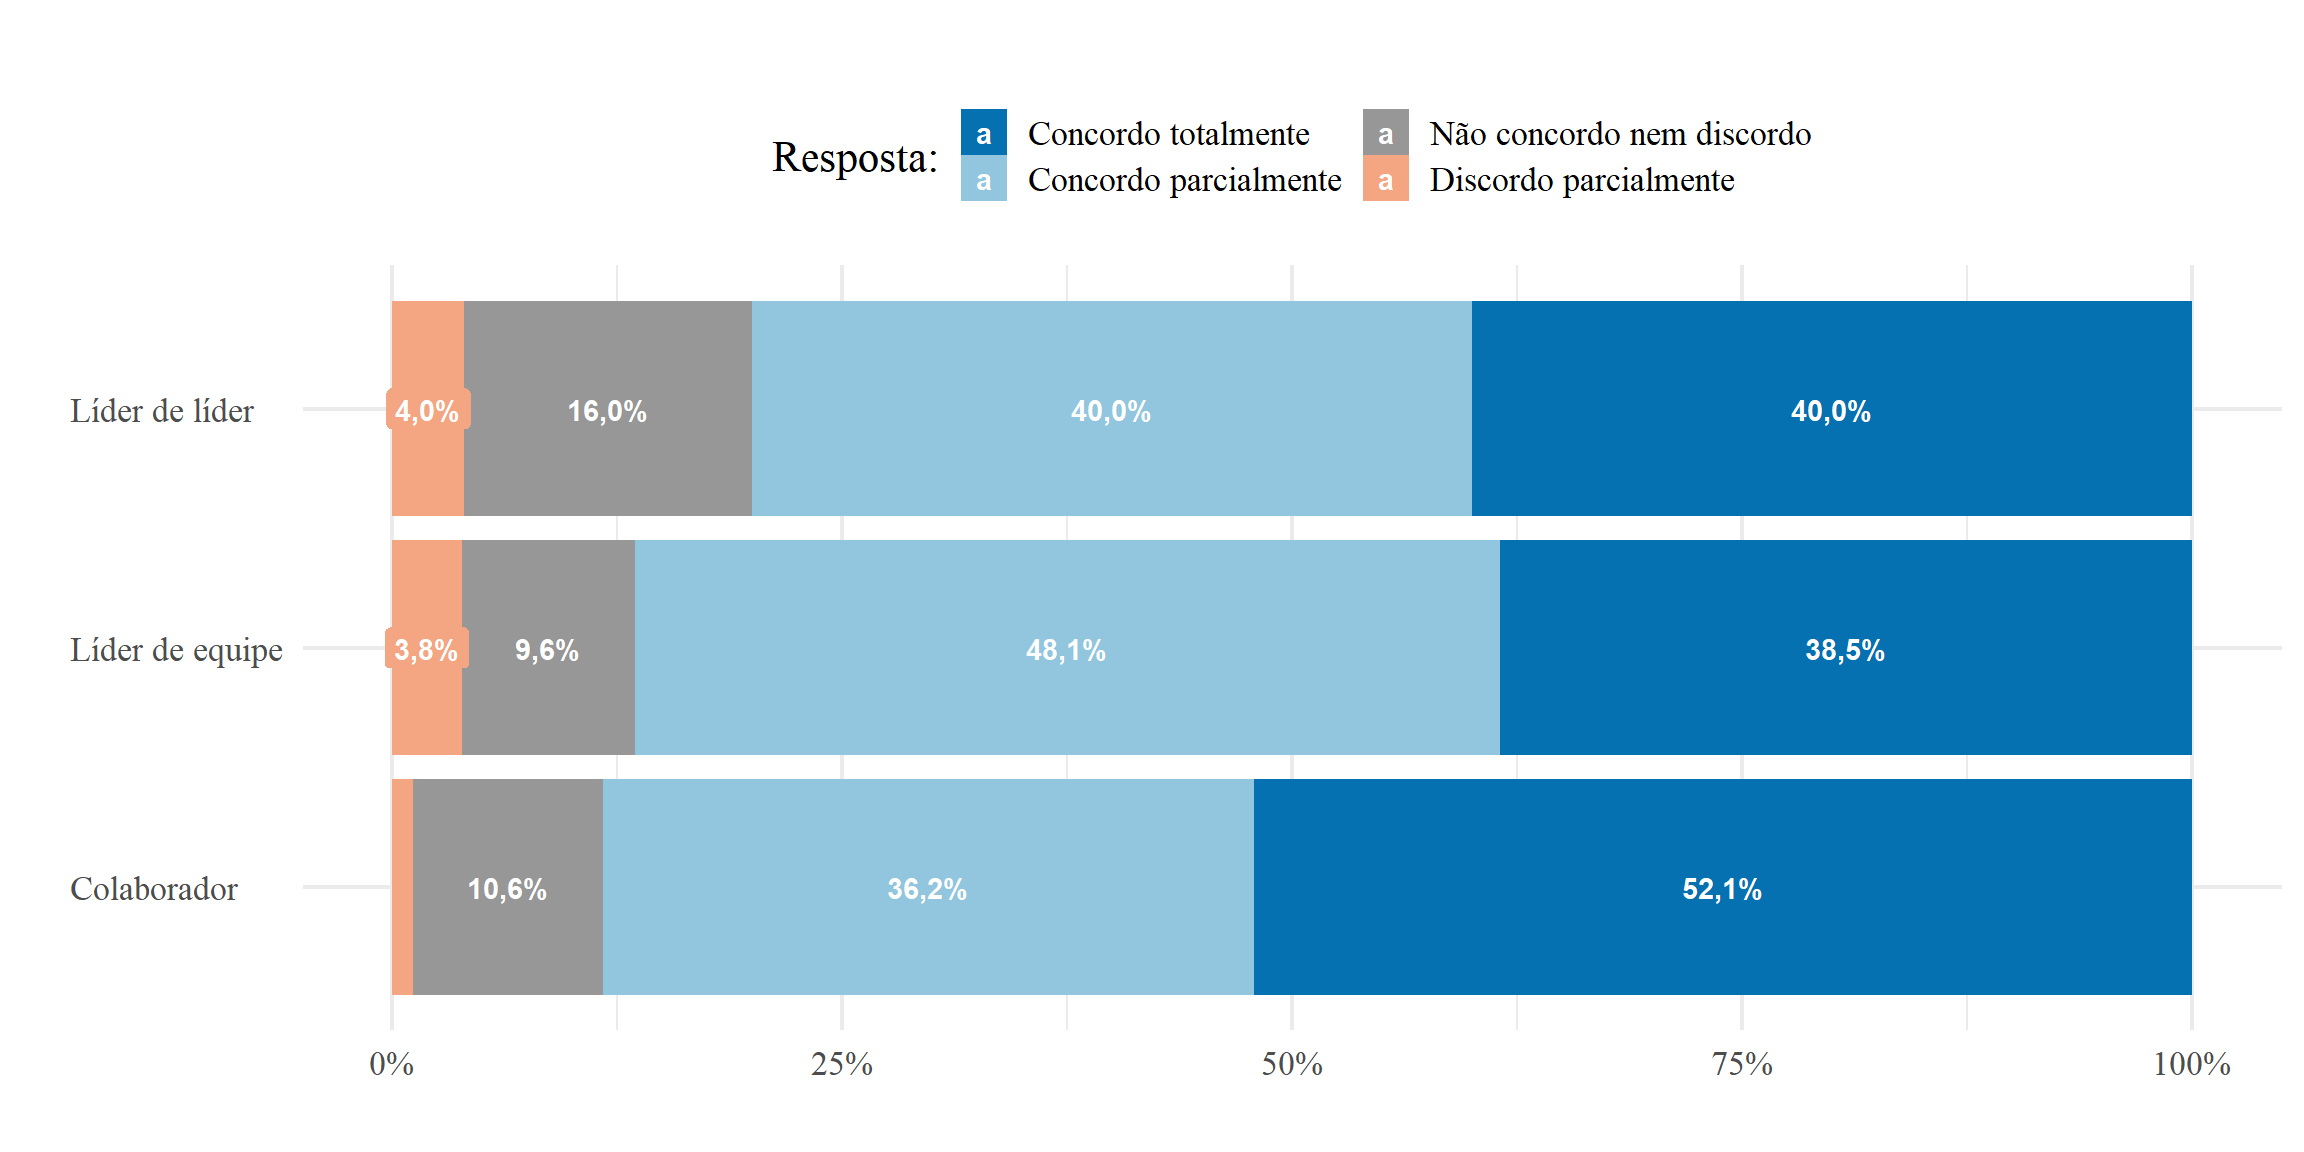 Resposta:
a Concordo totalmente
a Concordo parcialmente
a Não concordo nem discordo
a Discordo parcialmente
Líder de líder
4,0% 16,0% 40,0% 40,0%
Líder de equipe
3,8% 9,6% 48,1% 38,5%
Colaborador
10,6% 36,2% 52,1%
0% 25% 50% 75% 100%